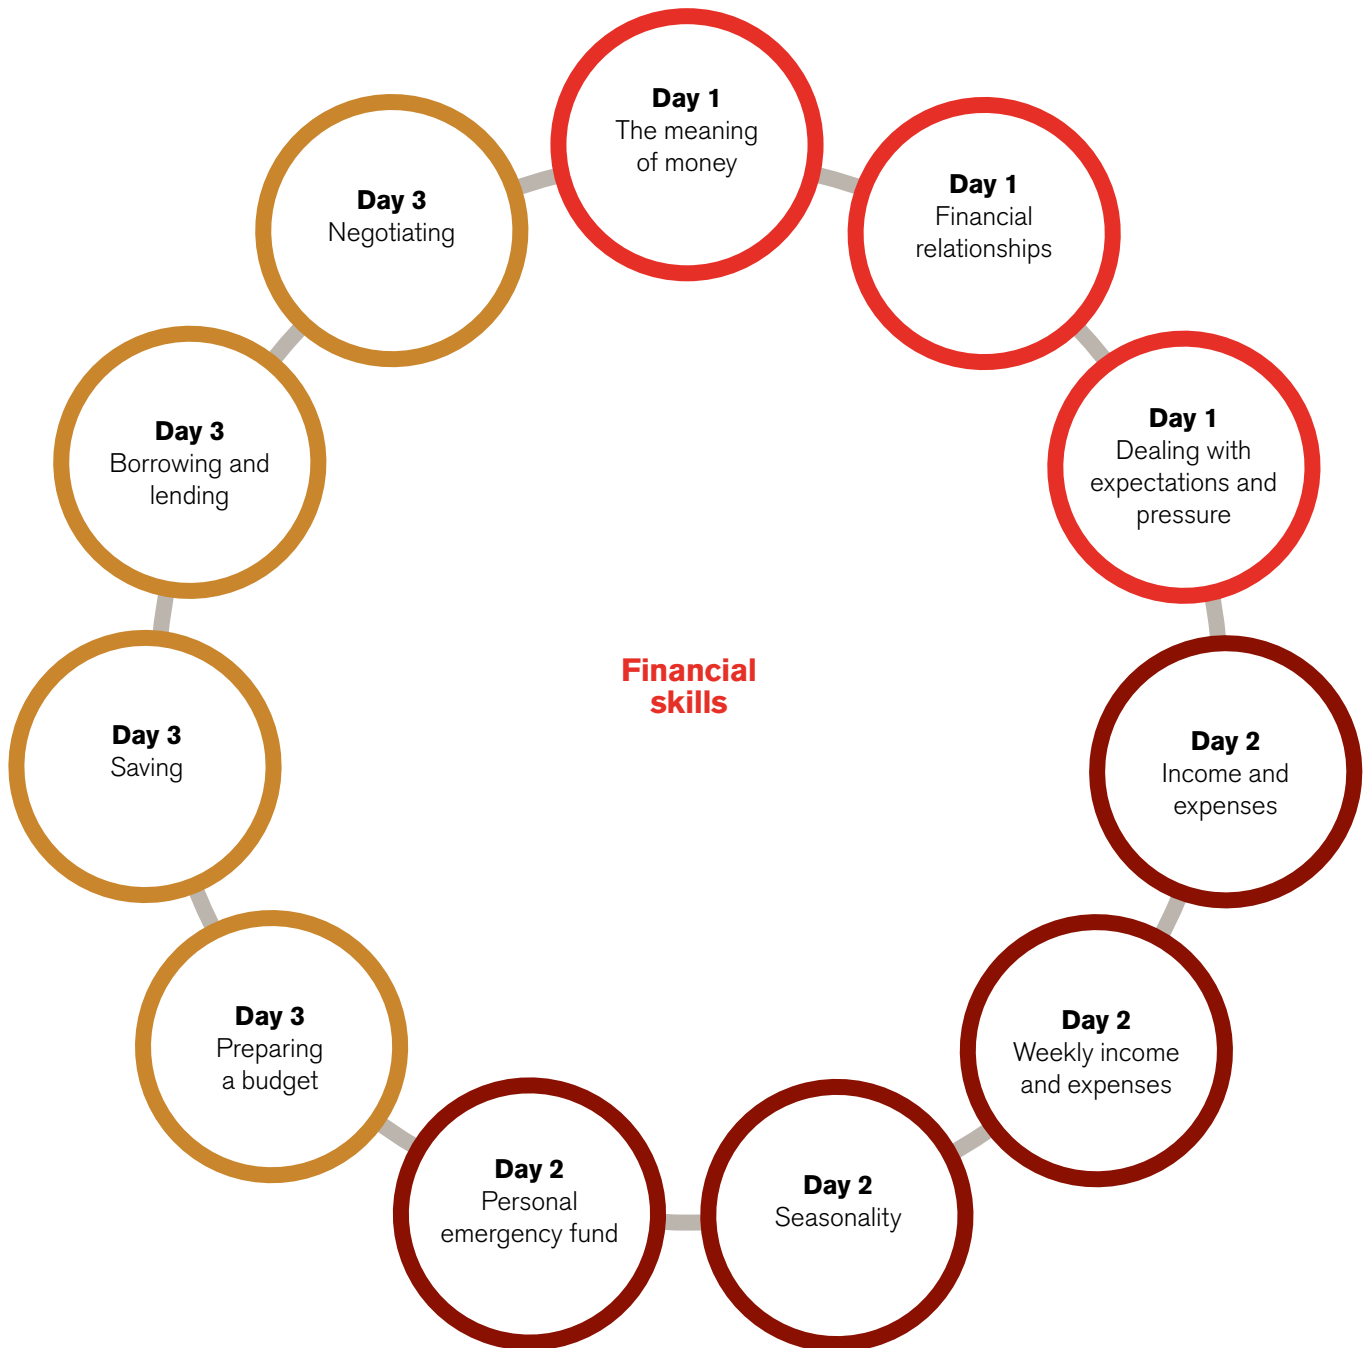 Day 1
The meaning
of money
Day 1
Financial
relationships
Day 1
Dealing with
expectations and
pressure
Day 2
Income and
expenses
Day 2
Weekly income
and expenses
Day 2
Seasonality
Day 2
Personal
emergency fund
Day 3
Preparing
a budget
Day 3
Saving
Day 3
Borrowing and
lending
Day 3
Negotiating
Financial
skills